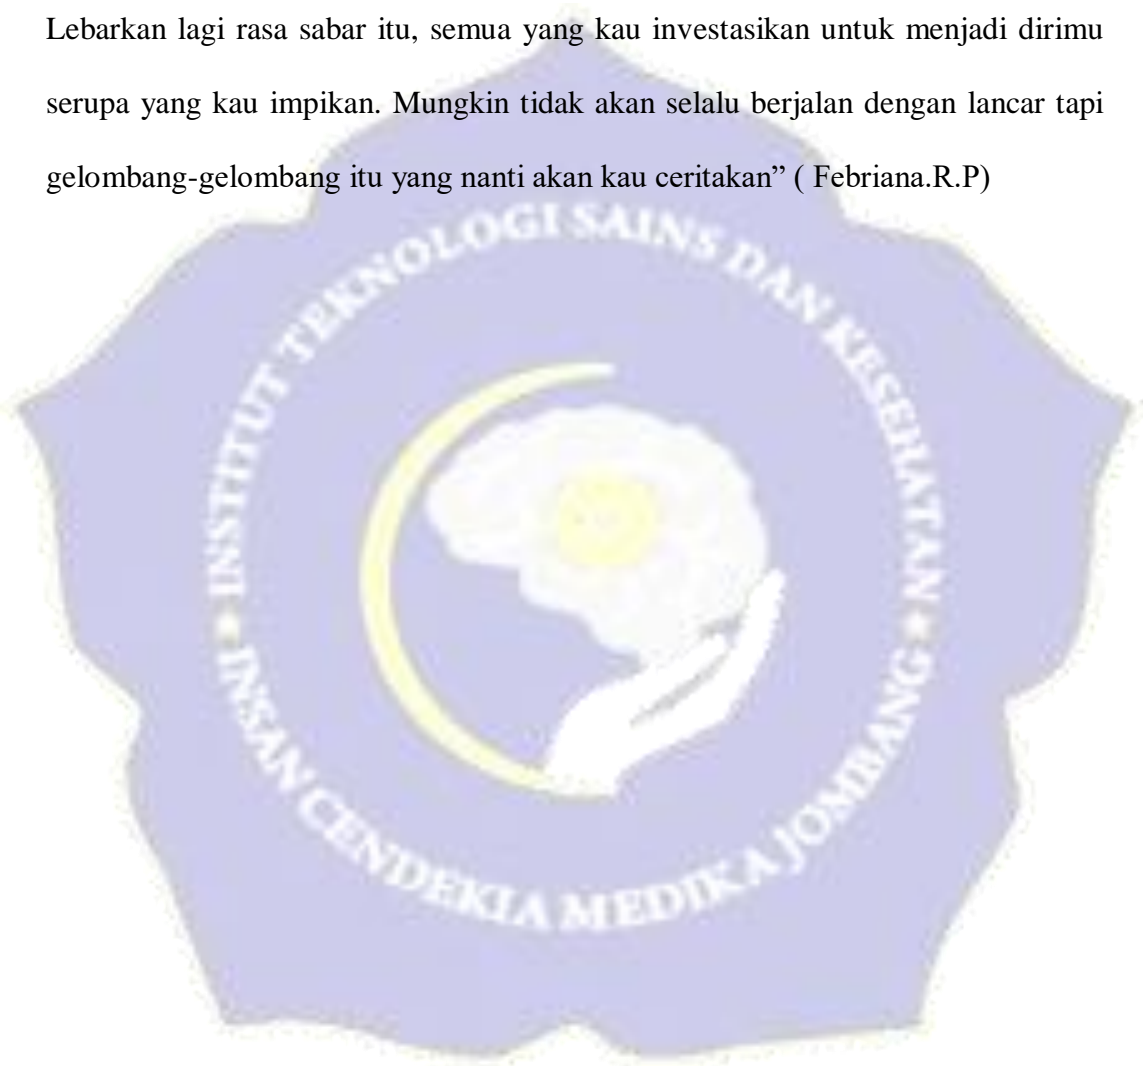 Lebarkan lagi rasa sabar itu, semua yang kau investasikan untuk menjadi dirimu
serupa yang kau impikan. Mungkin tidak akan selalu berjalan dengan lancar tapi
gelombang-gelombang itu yang nanti akan kau ceritakan” ( Febriana.R.P)
INSTITUT TEKNOLOGI SAINS DAN KESEHATAN
INSAN CENDEKIA MEDIKA JOMBANG